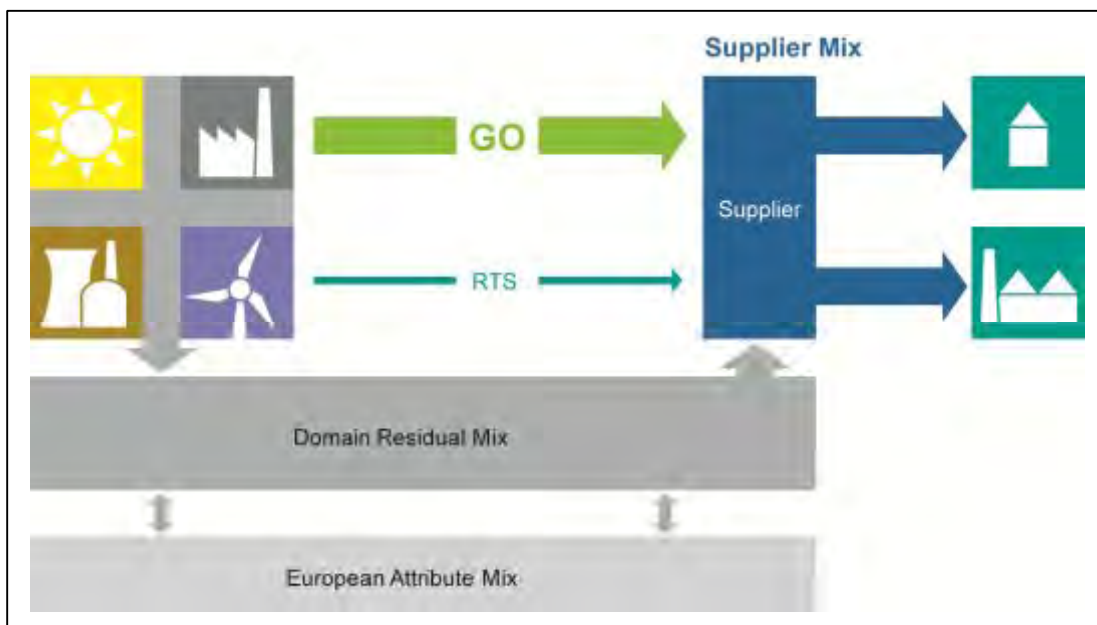 Supplier Mix
GO
Supplier
RTS
Domain Residual Mix
European Attribute Mix